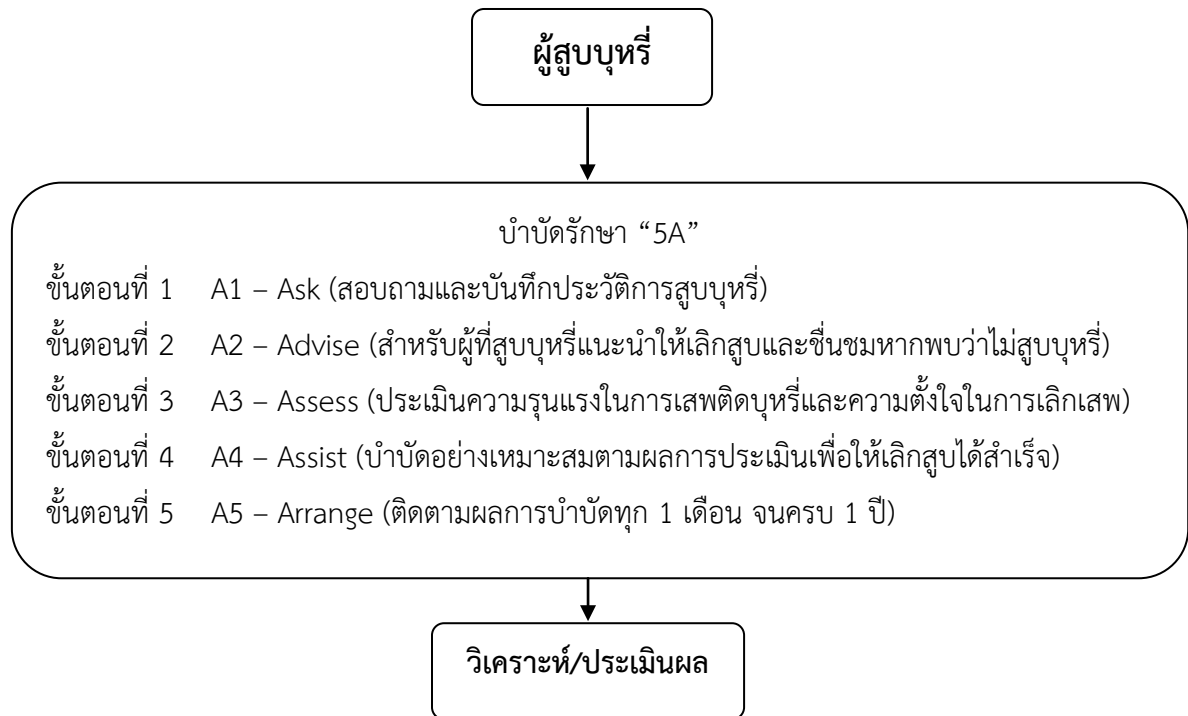 ผู้สูบบุหรี่
บำบัดรักษา “5A”
ขั้นตอนที่ 1 A1 – Ask (สอบถามและบันทึกประวัติการสูบบุหรี่)
ขั้นตอนที่ 2 A2 – Advise (สำหรับผู้ที่สูบบุหรี่แนะนำให้เลิกสูบและชื่นชมหากพบว่าไม่สูบบุหรี่)
ขั้นตอนที่ 3 A3 – Assess (ประเมินความรุนแรงในการเสพติดบุหรี่และความตั้งใจในการเลิกเสพ)
ขั้นตอนที่ 4 A4 – Assist (บำบัดอย่างเหมาะสมตามผลการประเมินเพื่อให้เลิกสูบได้สำเร็จ)
ขั้นตอนที่ 5 A5 – Arrange (ติดตามผลการบำบัดทุก 1 เดือน จนครบ 1 ปี)
วิเคราะห์/ประเมินผล